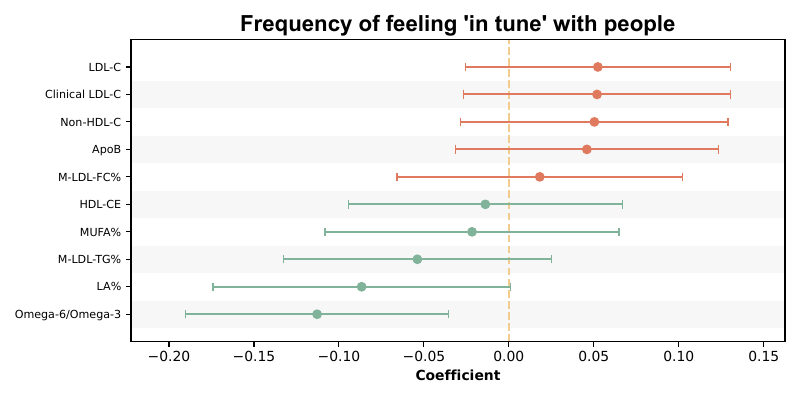 Frequency of feeling 'in tune' with people
LDL-C
Clinical LDL-C
Non-HDL-C
ApoB
M-LDL-FC%
HDL-CE
MUFA%
M-LDL-TG%
LA%
Omega-6/Omega-3
−0.20 −0.15 −0.10 −0.05 0.00 0.05 0.10 0.15
Coefficient